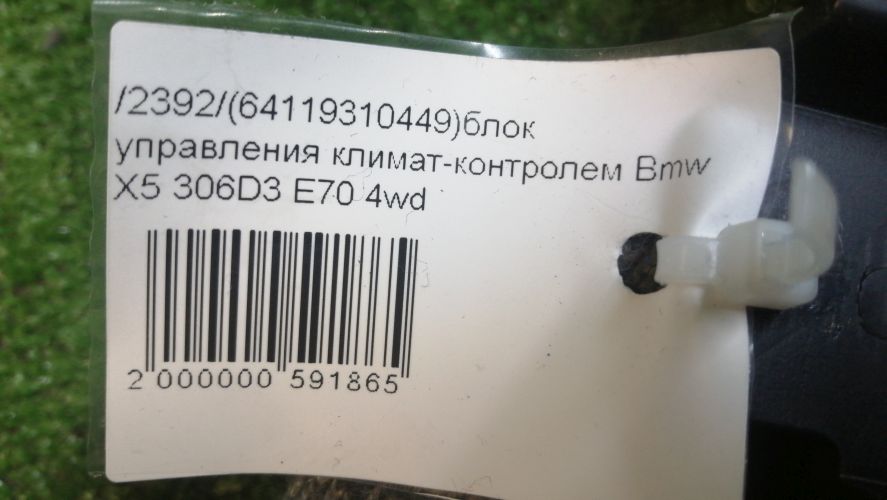 /2392/(64119310449)блок
управления климат-контролем Bmw
X5 306D3 E70 4wd
2 000000 591865